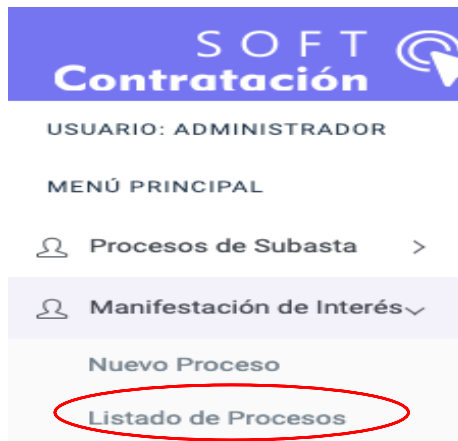 SOFT
Contratación
USUARIO: ADMINISTRADOR
MENÚ PRINCIPAL
Procesos de Subasta >
Manifestación de Interés
Nuevo Proceso
Listado de Procesos